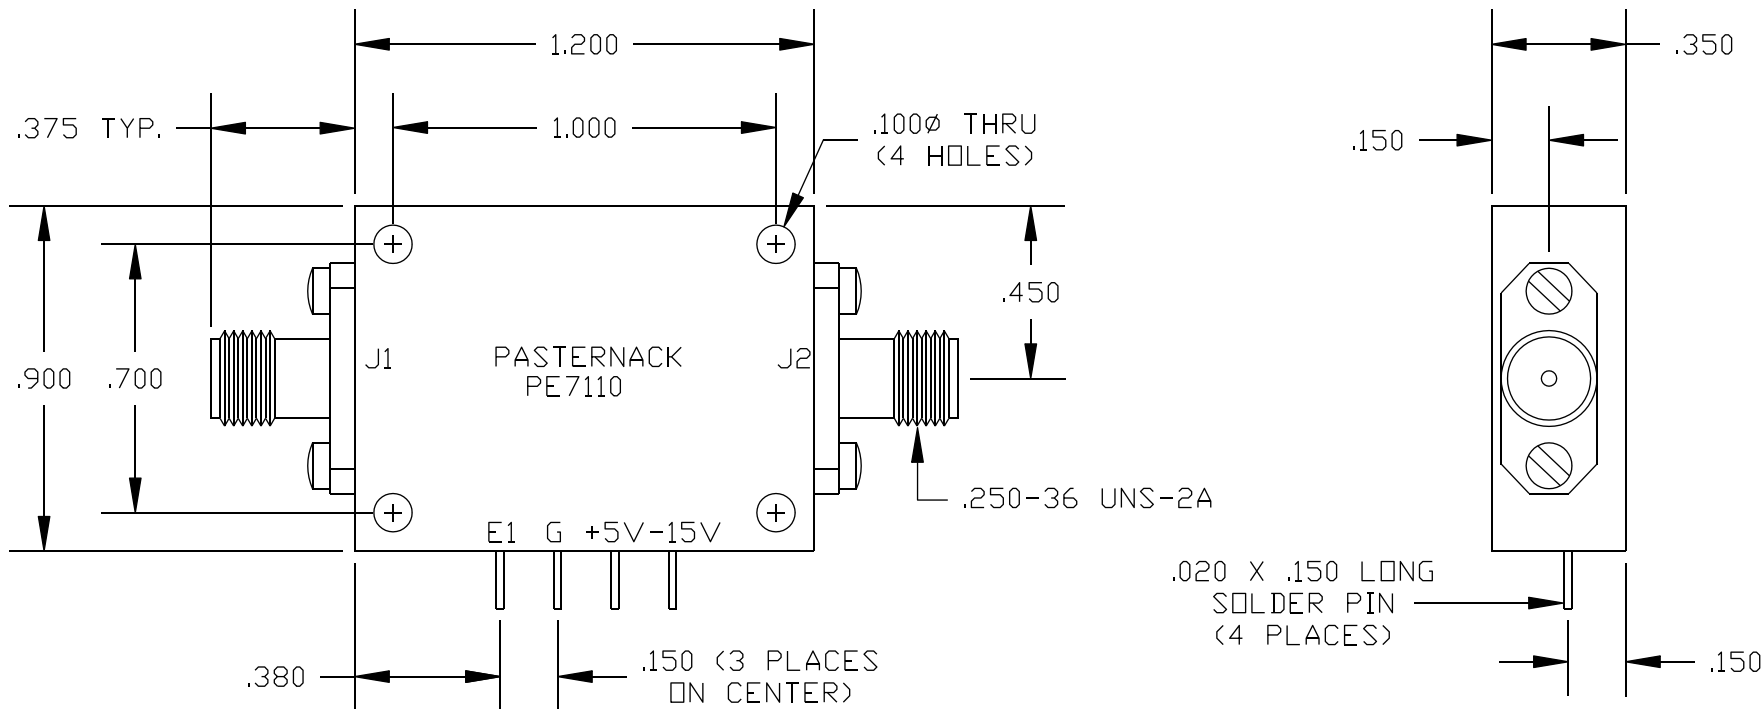 1.200
.350
.375 TYP.
1.000
.100Ø THRU
(4 HOLES)
.150
.450
J1
PASTERNACK
PE7110
J2
.900
.700
.250-36 UNS-2A
E1 G +5V -15V
.020 X .150 LONG
SOLDER PIN
(4 PLACES)
.380
.150 (3 PLACES
ON CENTER)
.150